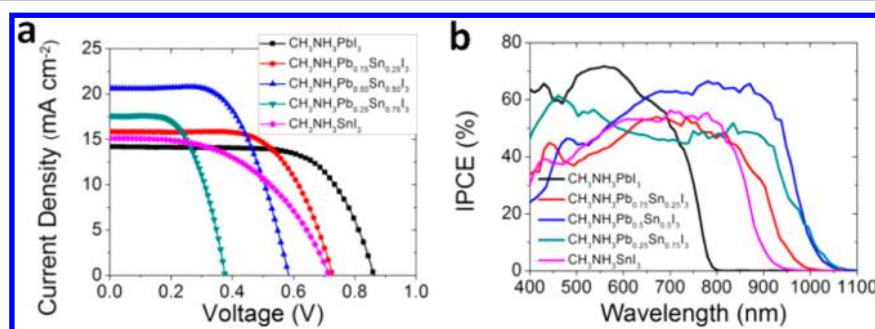 a
25
20
15
10
5
0
Current Density (mA cm⁻²)
0.0 0.2 0.4 0.6 0.8 1.0
Voltage (V)
CH₃NH₃PbI₃
CH₃NH₃Pb₀.₇₅Sn₀.₂₅I₃
CH₃NH₃Pb₀.₅₀Sn₀.₅₀I₃
CH₃NH₃Pb₀.₂₅Sn₀.₇₅I₃
CH₃NH₃SnI₃
b
80
60
40
20
0
IPCE (%)
CH₃NH₃PbI₃
CH₃NH₃Pb₀.₇₅Sn₀.₂₅I₃
CH₃NH₃Pb₀.₅Sn₀.₅I₃
CH₃NH₃Pb₀.₂₅Sn₀.₇₅I₃
CH₃NH₃SnI₃
400 500 600 700 800 900 1000 1100
Wavelength (nm)